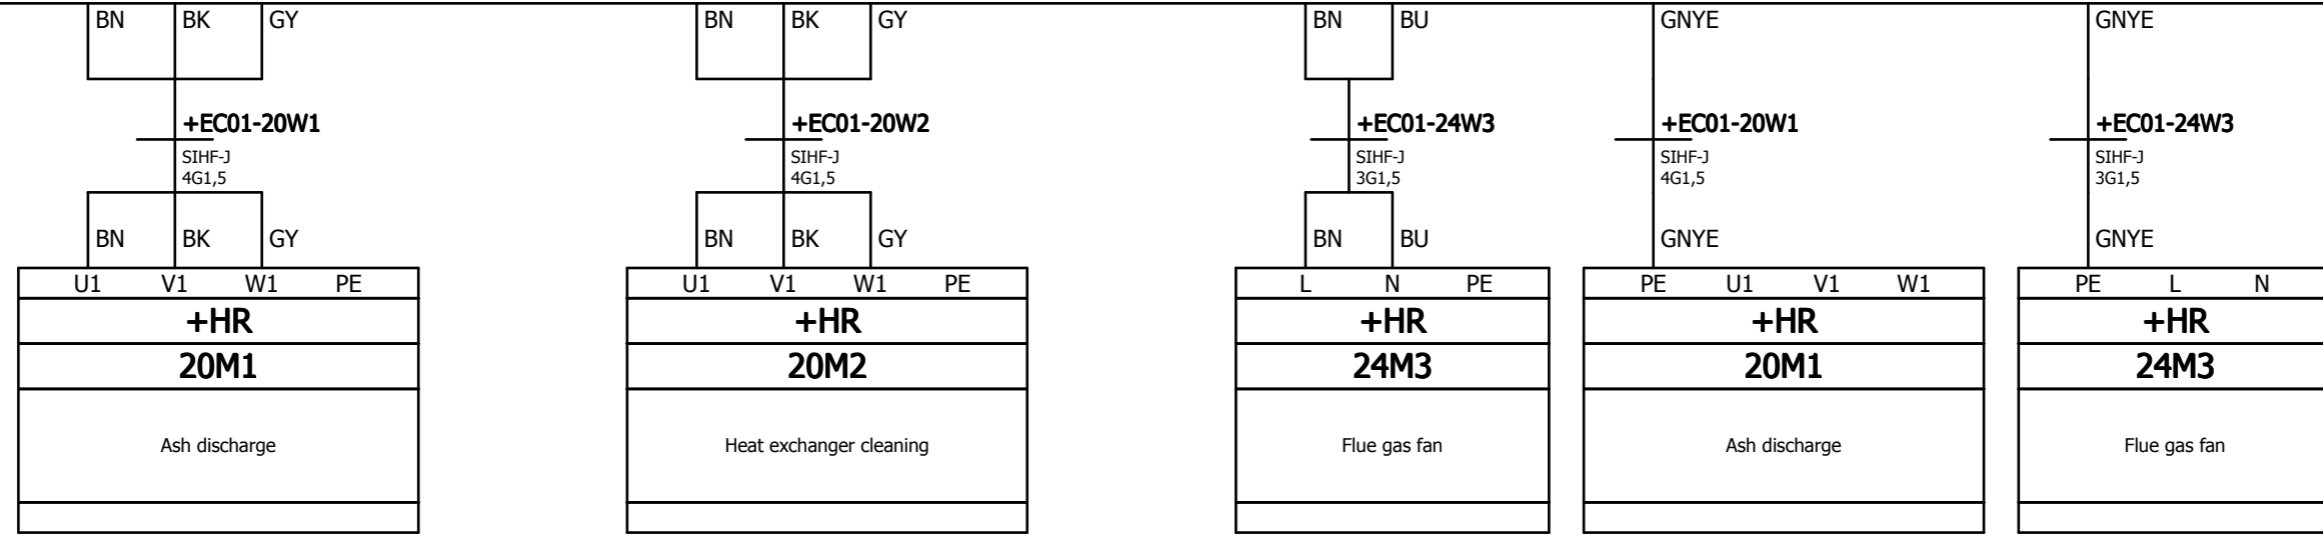 BN BK GY BN BK GY BN BU GNYE GNYE
+EC01-20W1 +EC01-20W2 +EC01-24W3 +EC01-20W1 +EC01-24W3
SIHF-J SIHF-J SIHF-J SIHF-J SIHF-J
4G1,5 4G1,5 3G1,5 4G1,5 3G1,5
BN BK GY BN BK GY BN BU GNYE GNYE
U1 V1 W1 PE U1 V1 W1 PE L N PE PE U1 V1 W1 PE L N
+HR +HR +HR +HR +HR
20M1 20M2 24M3 20M1 24M3
Ash discharge Heat exchanger cleaning Flue gas fan Ash discharge Flue gas fan